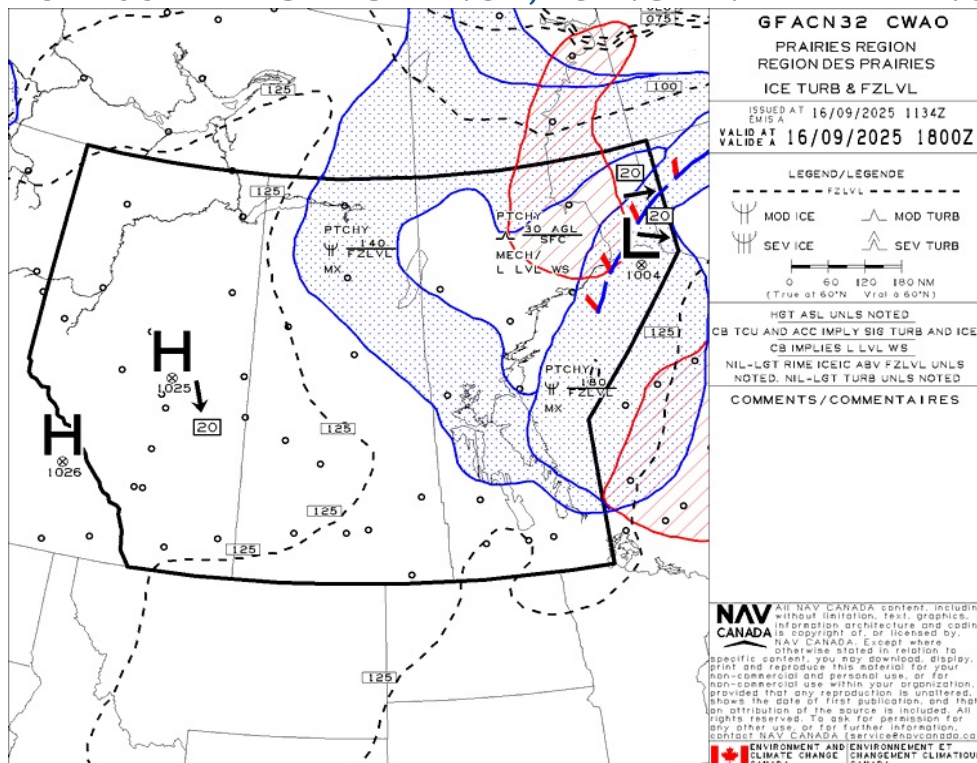 GFACN32 CWAO
PRAIRIES REGION
REGION DES PRAIRIES
ICE TURB & FZLVL
ISSUED AT 16/09/2025 1134Z
EMIS A
VALID AT 16/09/2025 1800Z
VALIDE A
LEGEND/LÉGENDE
FZLVL
MOD ICE
MOD TURB
SEV ICE
SEV TURB
0 60 120 180 NM
(True at 60°N Vrai à 60°N)
HGT ASL UNLS NOTED
CB TCU AND ACC IMPLY SIG TURB AND ICE
CB IMPLIES L LVL WS
NIL-LGT RIME ICEIC ABV FZLVL UNLS
NOTED. NIL-LGT TURB UNLS NOTED
COMMENTS/COMMENTAIRES
075
125
100
125
20
PTCHY
30 AGL
SFC
MECH/
L LVL WS
20
PTCHY
140
FZLVL
MX
L
1004
125
H
1025
20
PTCHY
180
FZLVL
MX
H
1026
125
125
125
125
NAV
CANADA
All NAV CANADA content, including
without limitation, text, graphics,
information architecture and coding
is copyright of, or licensed by,
NAV CANADA. Except where
otherwise stated in relation to
specific content, you may download, display,
print and reproduce this material for your
non-commercial and personal use, or for
non-commercial use within your organization,
provided that any reproduction is unaltered,
shows the date of first publication, and that
an attribution of the source is included. All
rights reserved. To ask for permission for
any other use, or for further information,
contact NAV CANADA (service@navcanada.ca
ENVIRONMENT AND ENVIRONNEMENT ET
CLIMATE CHANGE CHANGEMENT CLIMATIQUE